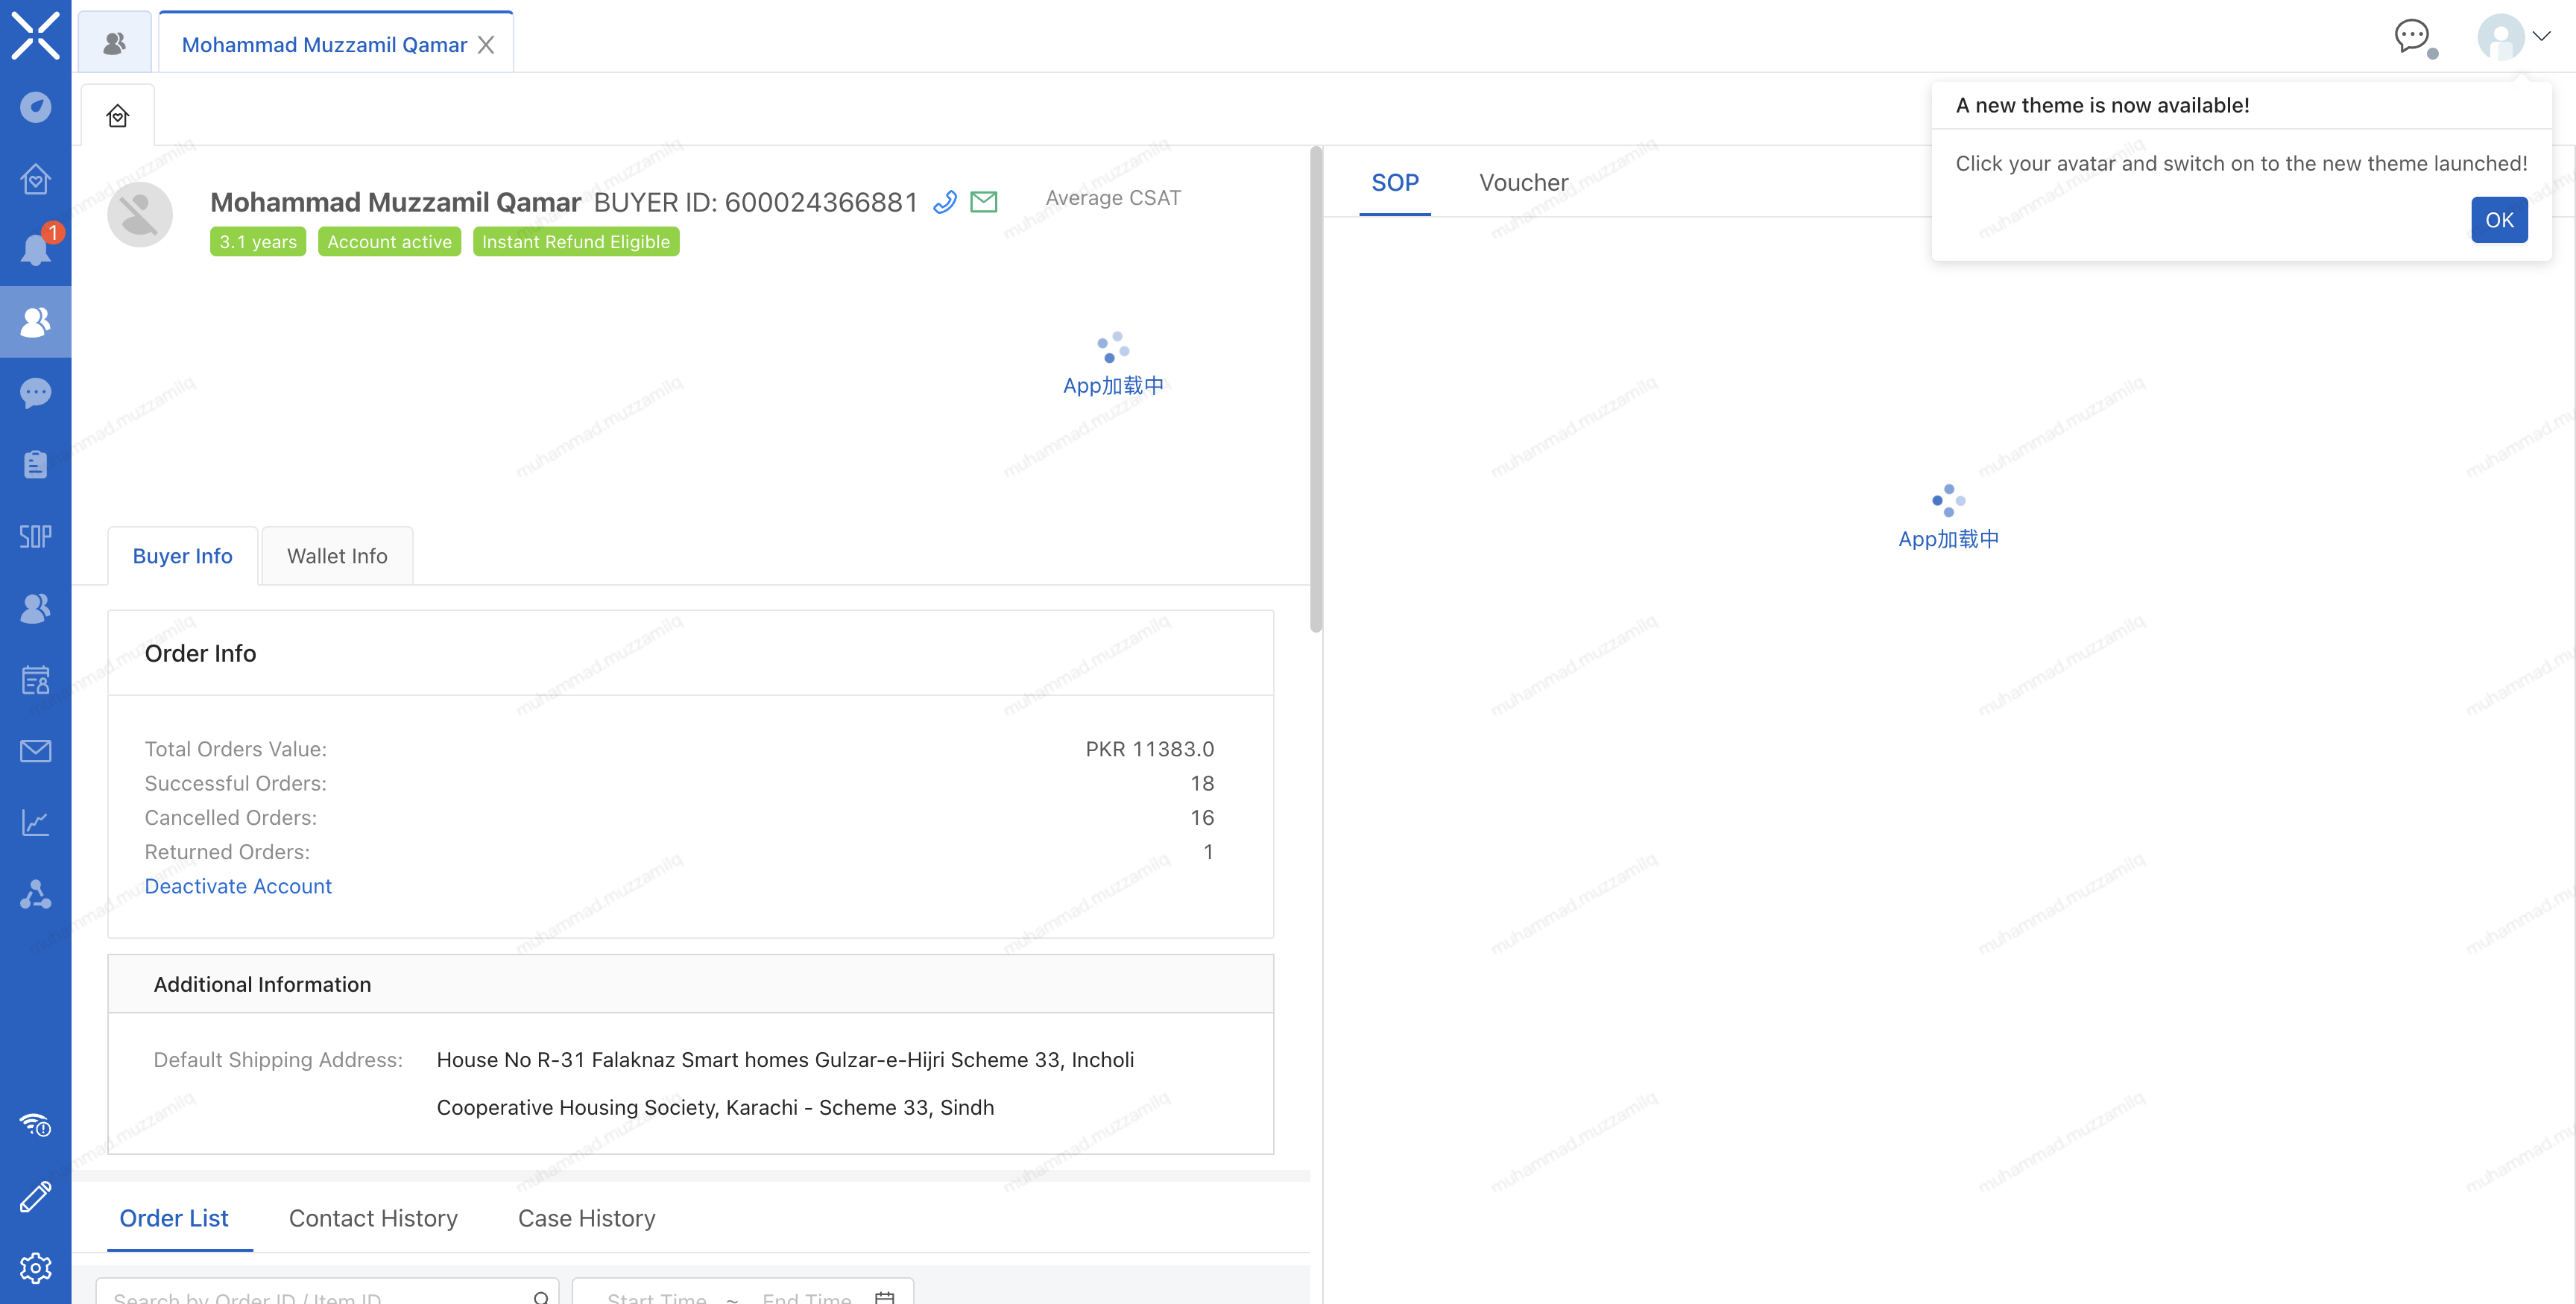 Mohammad Muzzamil Qamar
A new theme is now available!
Click your avatar and switch on to the new theme launched!
OK
1
Mohammad Muzzamil Qamar BUYER ID: 600024366881
Average CSAT
3.1 years Account active Instant Refund Eligible
App加载中
SOP Voucher
App加载中
SOP
Buyer Info Wallet Info
Order Info
Total Orders Value: PKR 11383.0
Successful Orders: 18
Cancelled Orders: 16
Returned Orders: 1
Deactivate Account
Additional Information
Default Shipping Address: House No R-31 Falaknaz Smart homes Gulzar-e-Hijri Scheme 33, Incholi
Cooperative Housing Society, Karachi - Scheme 33, Sindh
Order List Contact History Case History
Search by Order ID / Item ID Start Time ~ End Time
muhammad.muzzamilq